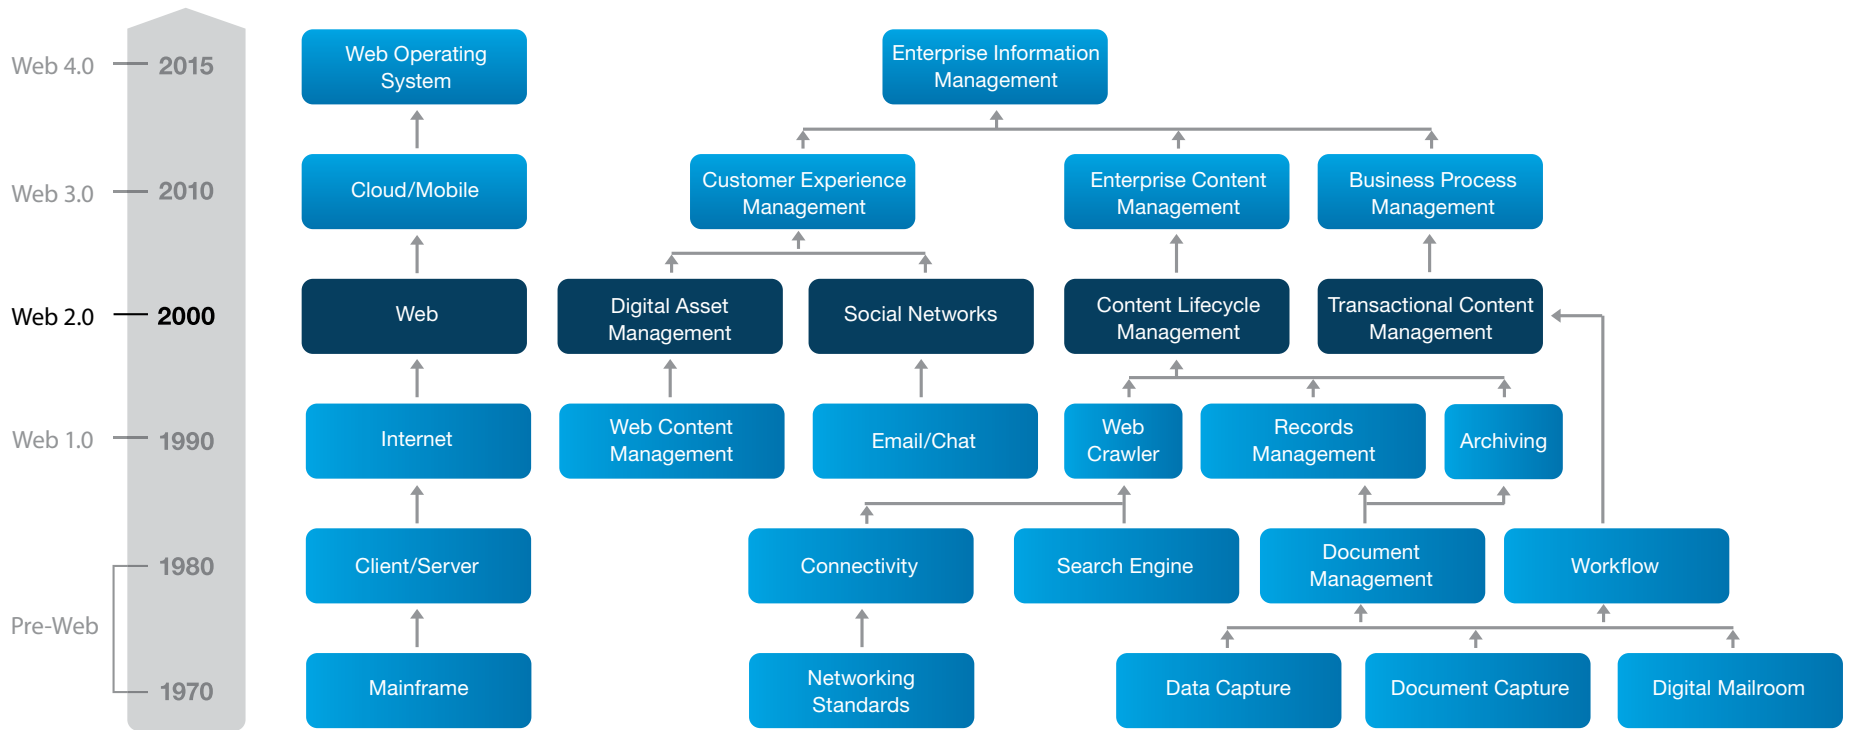 Web 4.0
2015
Web Operating
System
Enterprise Information
Management
Web 3.0
2010
Cloud/Mobile
Customer Experience
Management
Enterprise Content
Management
Business Process
Management
Web 2.0
2000
Web
Digital Asset
Management
Social Networks
Content Lifecycle
Management
Transactional Content
Management
Web 1.0
1990
Internet
Web Content
Management
Email/Chat
Web
Crawler
Records
Management
Archiving
1980
Client/Server
Connectivity
Search Engine
Document
Management
Workflow
Pre-Web
1970
Mainframe
Networking
Standards
Data Capture
Document Capture
Digital Mailroom